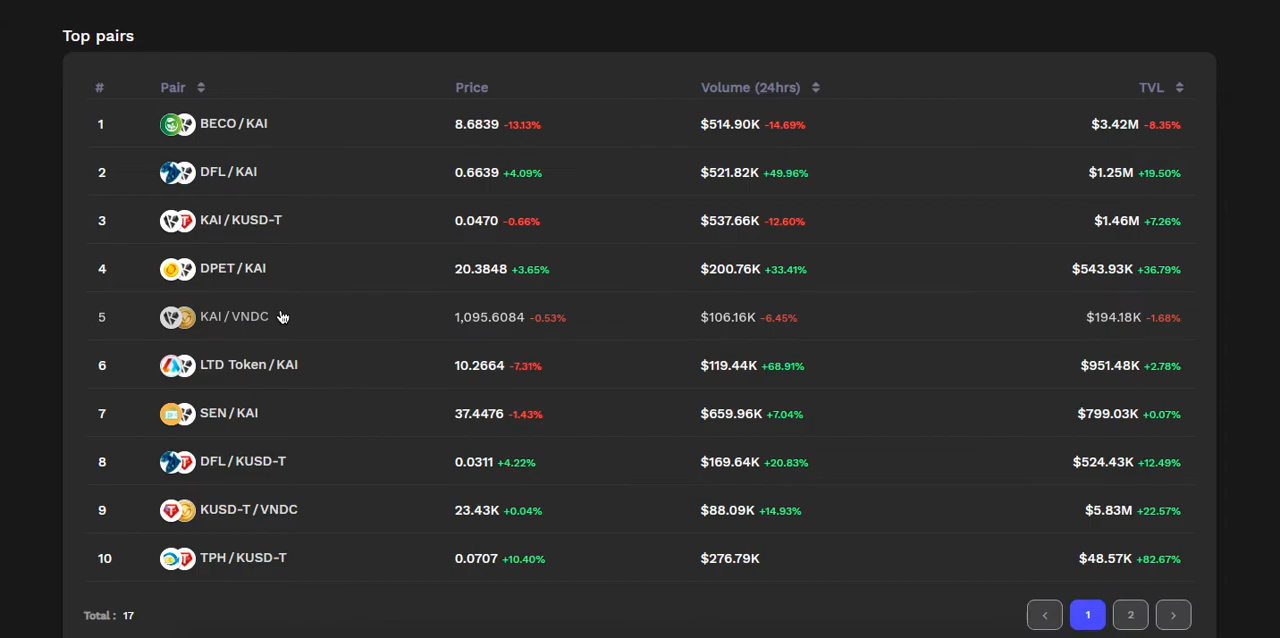 Top pairs
# Pair Price Volume (24hrs) TVL
1 BECO / KAI 8.6839 -13.13% $514.90K -14.69% $3.42M -8.35%
2 DFL / KAI 0.6639 +4.09% $521.82K +49.96% $1.25M +19.50%
3 KAI / KUSD-T 0.0470 -0.66% $537.66K -12.60% $1.46M +7.26%
4 DPET / KAI 20.3848 +3.65% $200.76K +33.41% $543.93K +36.79%
5 KAI / VNDC 1,095.6084 -0.53% $106.16K -6.45% $194.18K -1.68%
6 LTD Token / KAI 10.2664 -7.31% $119.44K +68.91% $951.48K +2.78%
7 SEN / KAI 37.4476 -1.43% $659.96K +7.04% $799.03K +0.07%
8 DFL / KUSD-T 0.0311 +4.22% $169.64K +20.83% $524.43K +12.49%
9 KUSD-T / VNDC 23.43K +0.04% $88.09K +14.93% $5.83M +22.57%
10 TPH / KUSD-T 0.0707 +10.40% $276.79K $48.57K +82.67%
Total : 17 < 1 2 >